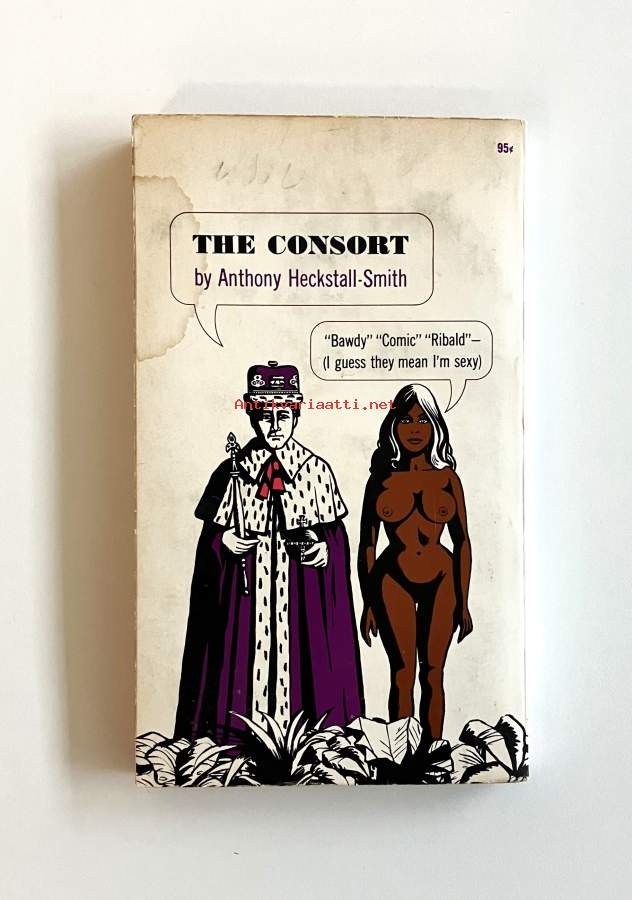 95¢
THE CONSORT
by Anthony Heckstall-Smith
"Bawdy" "Comic" "Ribald"—
(I guess they mean I'm sexy)
Antikvariaatti.net